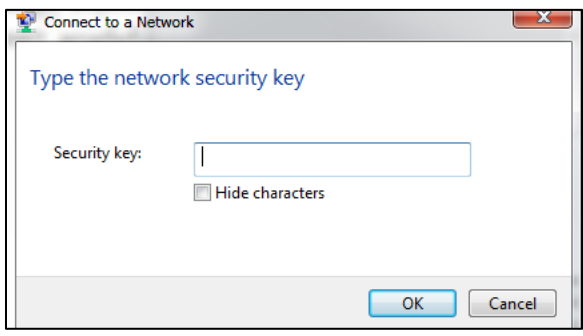 Connect to a Network
Type the network security key
Security key:
Hide characters
OK Cancel